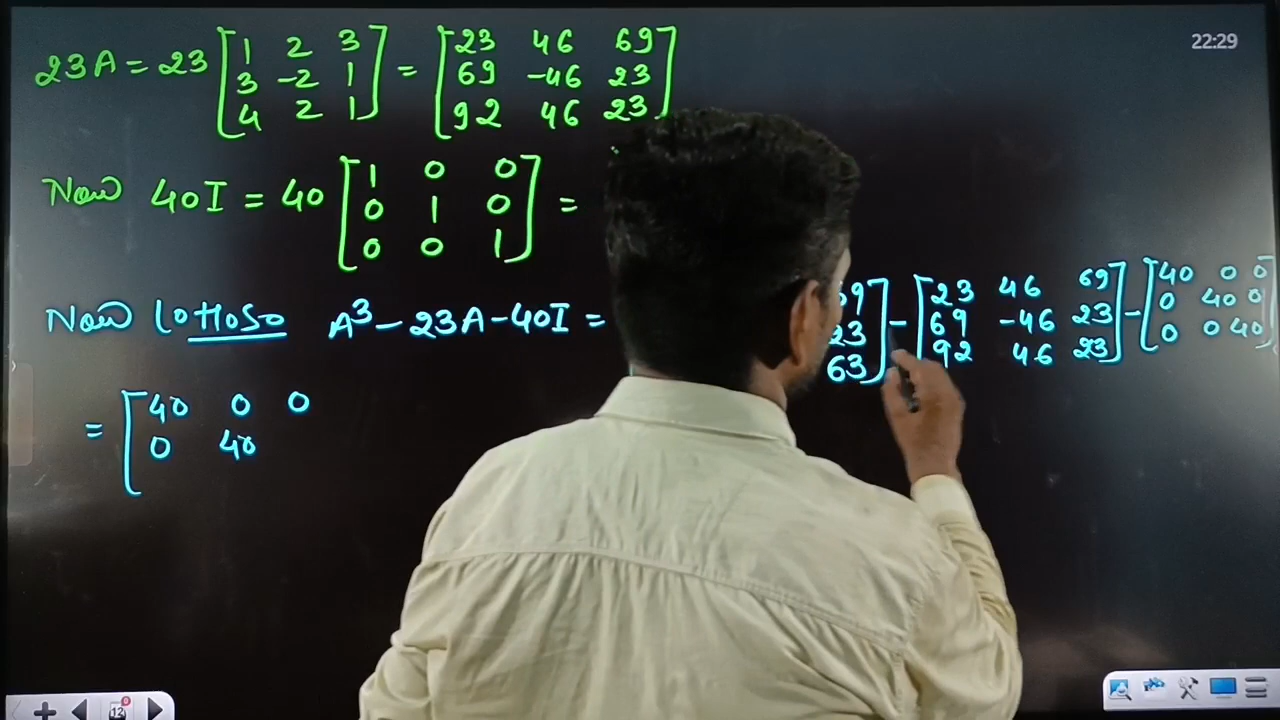 22:29
23A = 23 [ 1 2 3
3 -2 1
4 2 1 ] = [ 23 46 69
69 -46 23
92 46 23 ]
Now 40I = 40 [ 1 0 0
0 1 0
0 0 1 ] =
Now A³ - 23A - 40I =
69
23
63 ] - [ 23 46 69
69 -46 23
92 46 23 ] - [ 40 0 0
0 40 0
0 0 40 ]
= [ 40 0 0
0 40
12